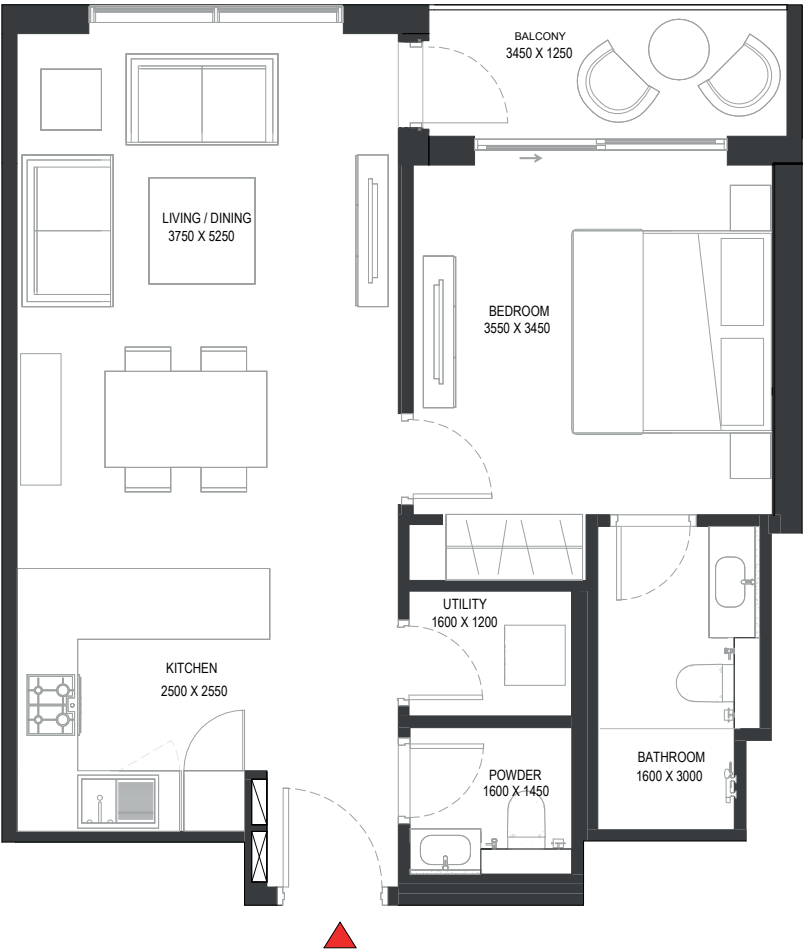 BALCONY
3450 X 1250
LIVING / DINING
3750 X 5250
BEDROOM
3550 X 3450
UTILITY
1600 X 1200
KITCHEN
2500 X 2550
BATHROOM
1600 X 3000
POWDER
1600 X 1450